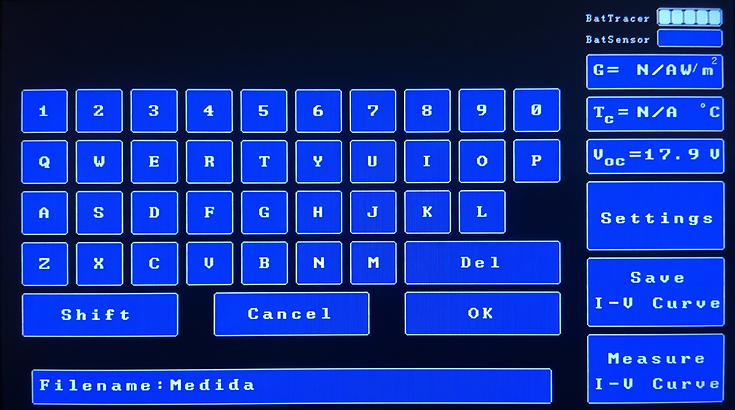 BatTracer
BatSensor
G= N/A W/m²
Tc= N/A °C
Voc=17.9 V
1 2 3 4 5 6 7 8 9 0
Q W E R T Y U I O P
A S D F G H J K L
Z X C V B N M Del
Shift Cancel OK
Settings
Save
I-V Curve
Measure
I-V Curve
Filename:Medida